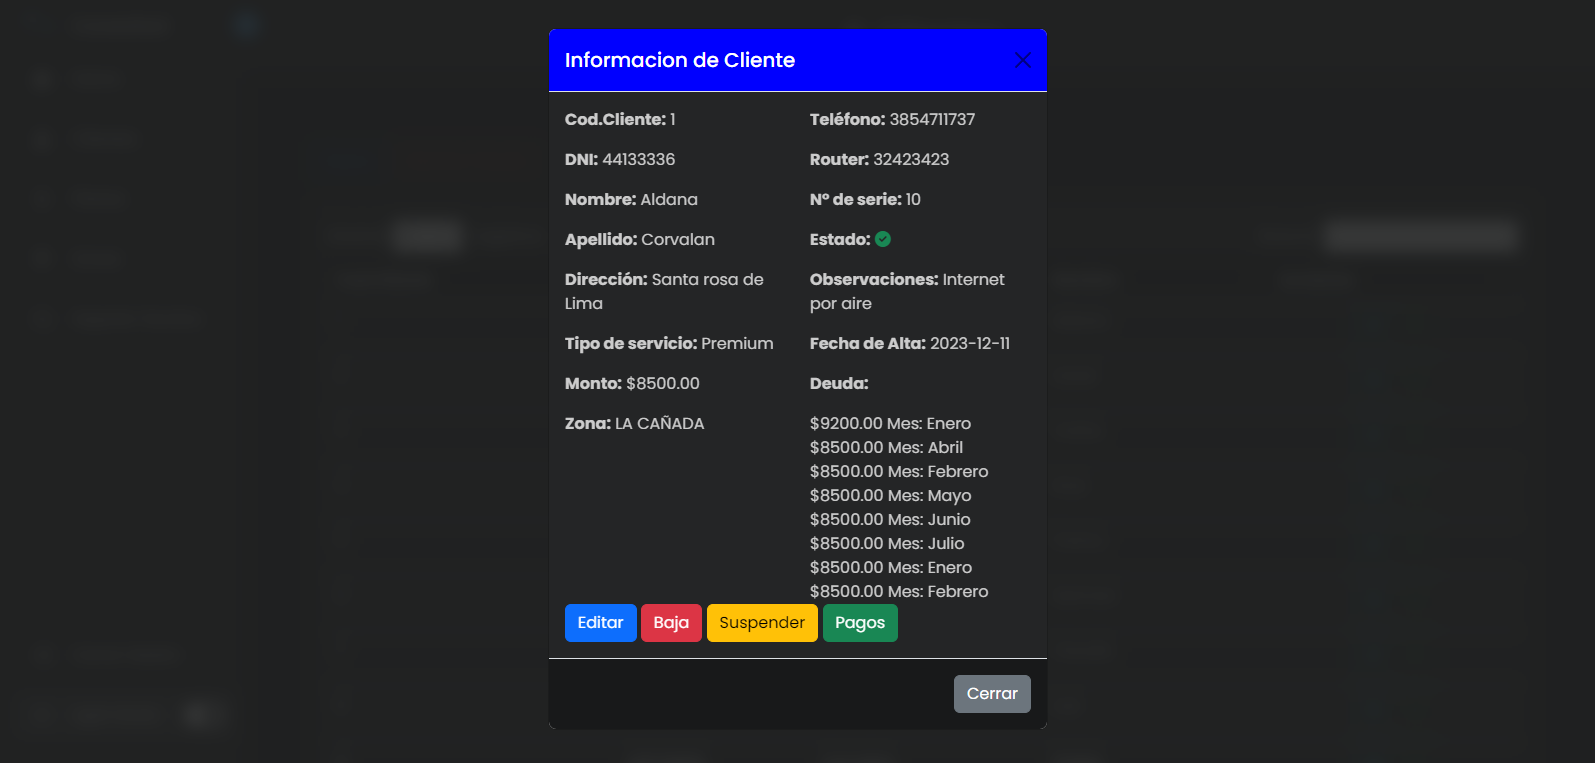 Informacion de Cliente
Cod.Cliente: 1
DNI: 44133336
Nombre: Aldana
Apellido: Corvalan
Dirección: Santa rosa de
Lima
Tipo de servicio: Premium
Monto: $8500.00
Zona: LA CAÑADA
Teléfono: 3854711737
Router: 32423423
N° de serie: 10
Estado:
Observaciones: Internet
por aire
Fecha de Alta: 2023-12-11
Deuda:
$9200.00 Mes: Enero
$8500.00 Mes: Abril
$8500.00 Mes: Febrero
$8500.00 Mes: Mayo
$8500.00 Mes: Junio
$8500.00 Mes: Julio
$8500.00 Mes: Enero
$8500.00 Mes: Febrero
Editar
Baja
Suspender
Pagos
Cerrar